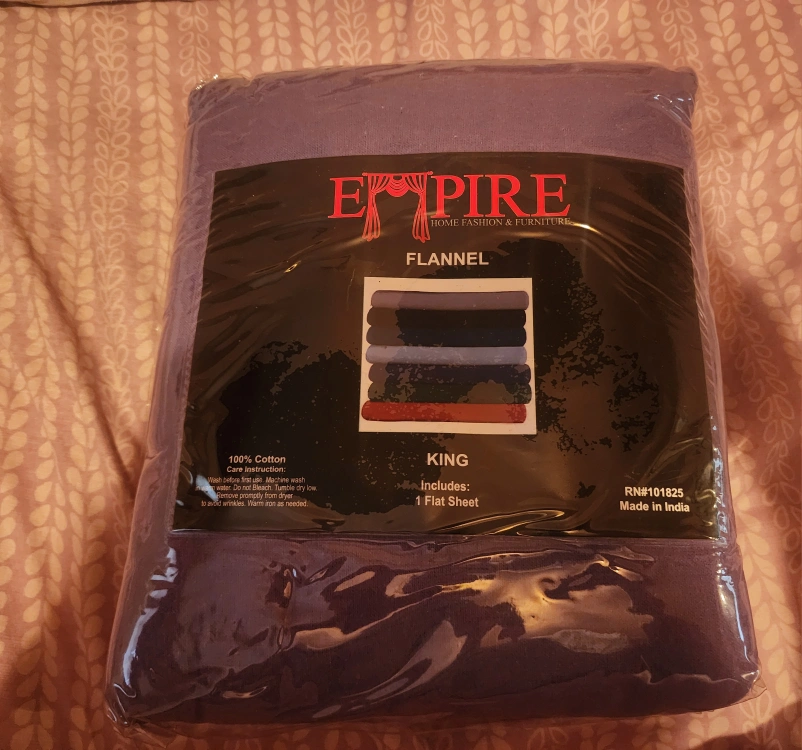 EMPIRE
HOME FASHION & FURNITURE
FLANNEL
KING
Includes:
1 Flat Sheet
100% Cotton
Care Instruction:
Wash before first use. Machine wash
in warm water. Do not Bleach. Tumble dry low.
Remove promptly from dryer
to avoid wrinkles. Warm iron as needed.
RN#101825
Made in India